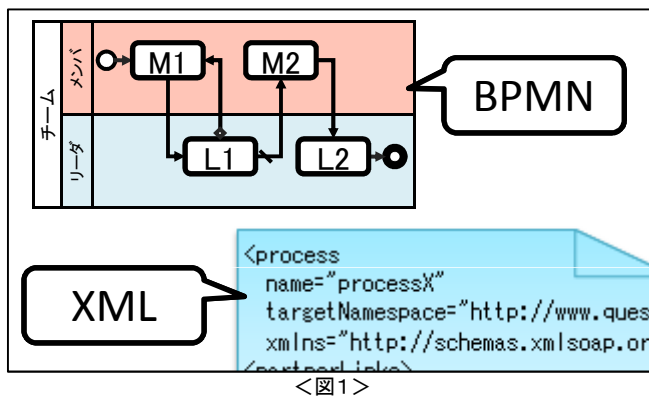 チーム
メンバ
M1
M2
BPMN
リーダ
L1
L2
XML
<process
name="processX"
targetNamespace="http://www.ques
xmlns="http://schemas.xmlsoap.or
<partnerLinks>
<図1>